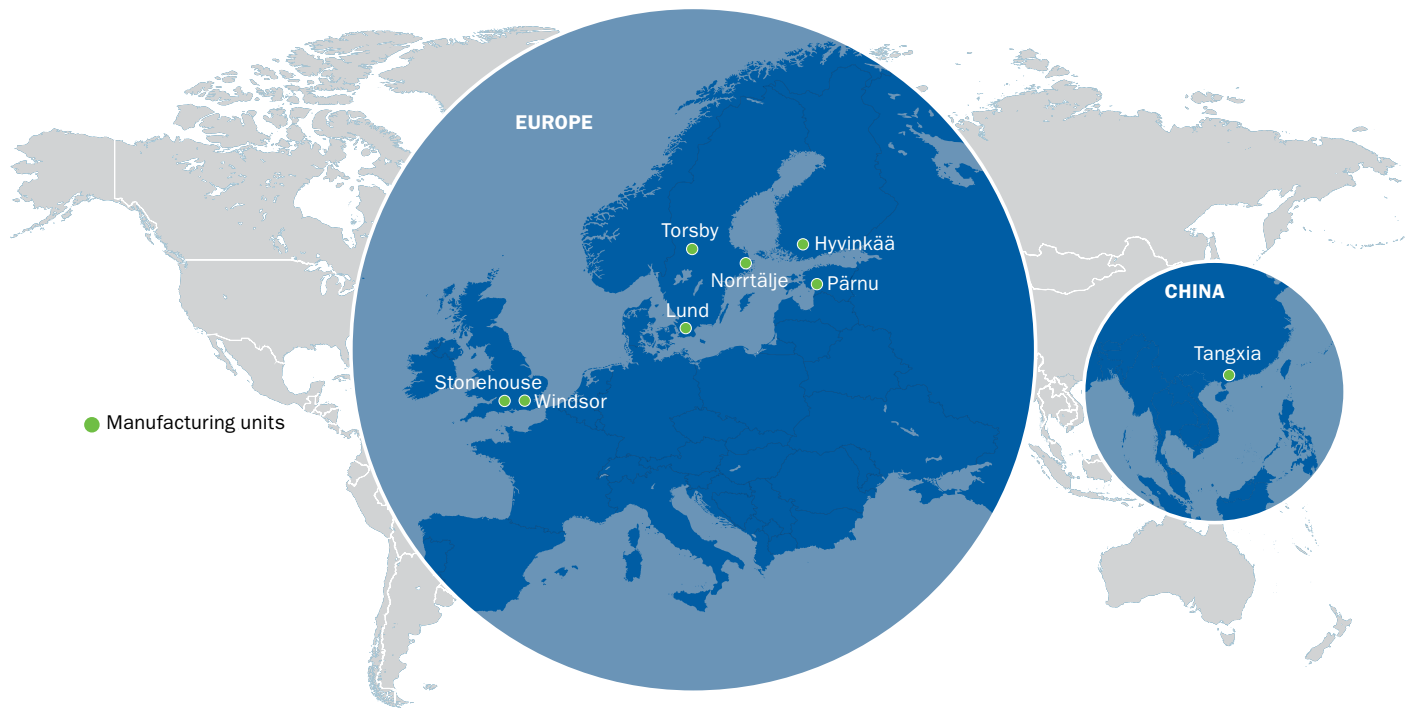 EUROPE
Torsby
Hyvinkää
Norrtälje
Pärnu
CHINA
Lund
Tangxia
Stonehouse
Windsor
Manufacturing units